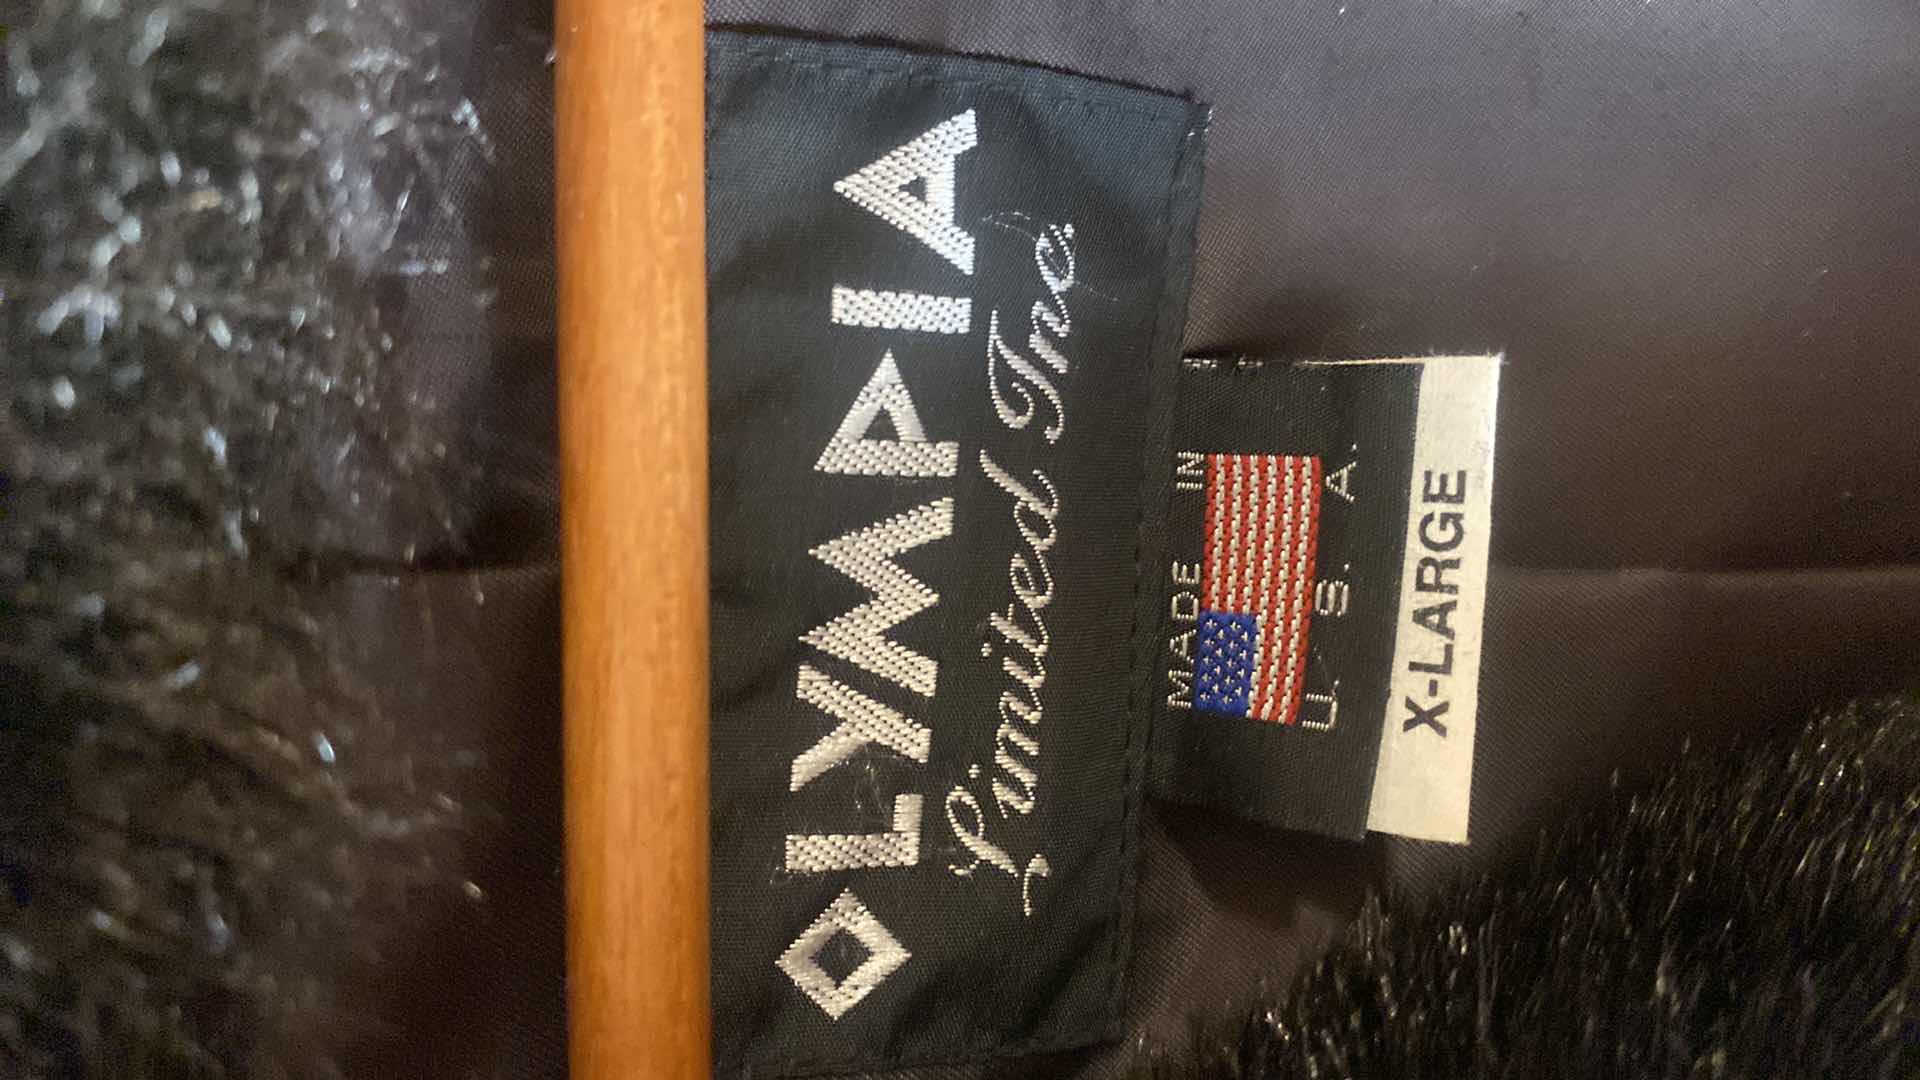 OLYMPIA
Limited Inc.
MADE IN
U. S. A.
X-LARGE